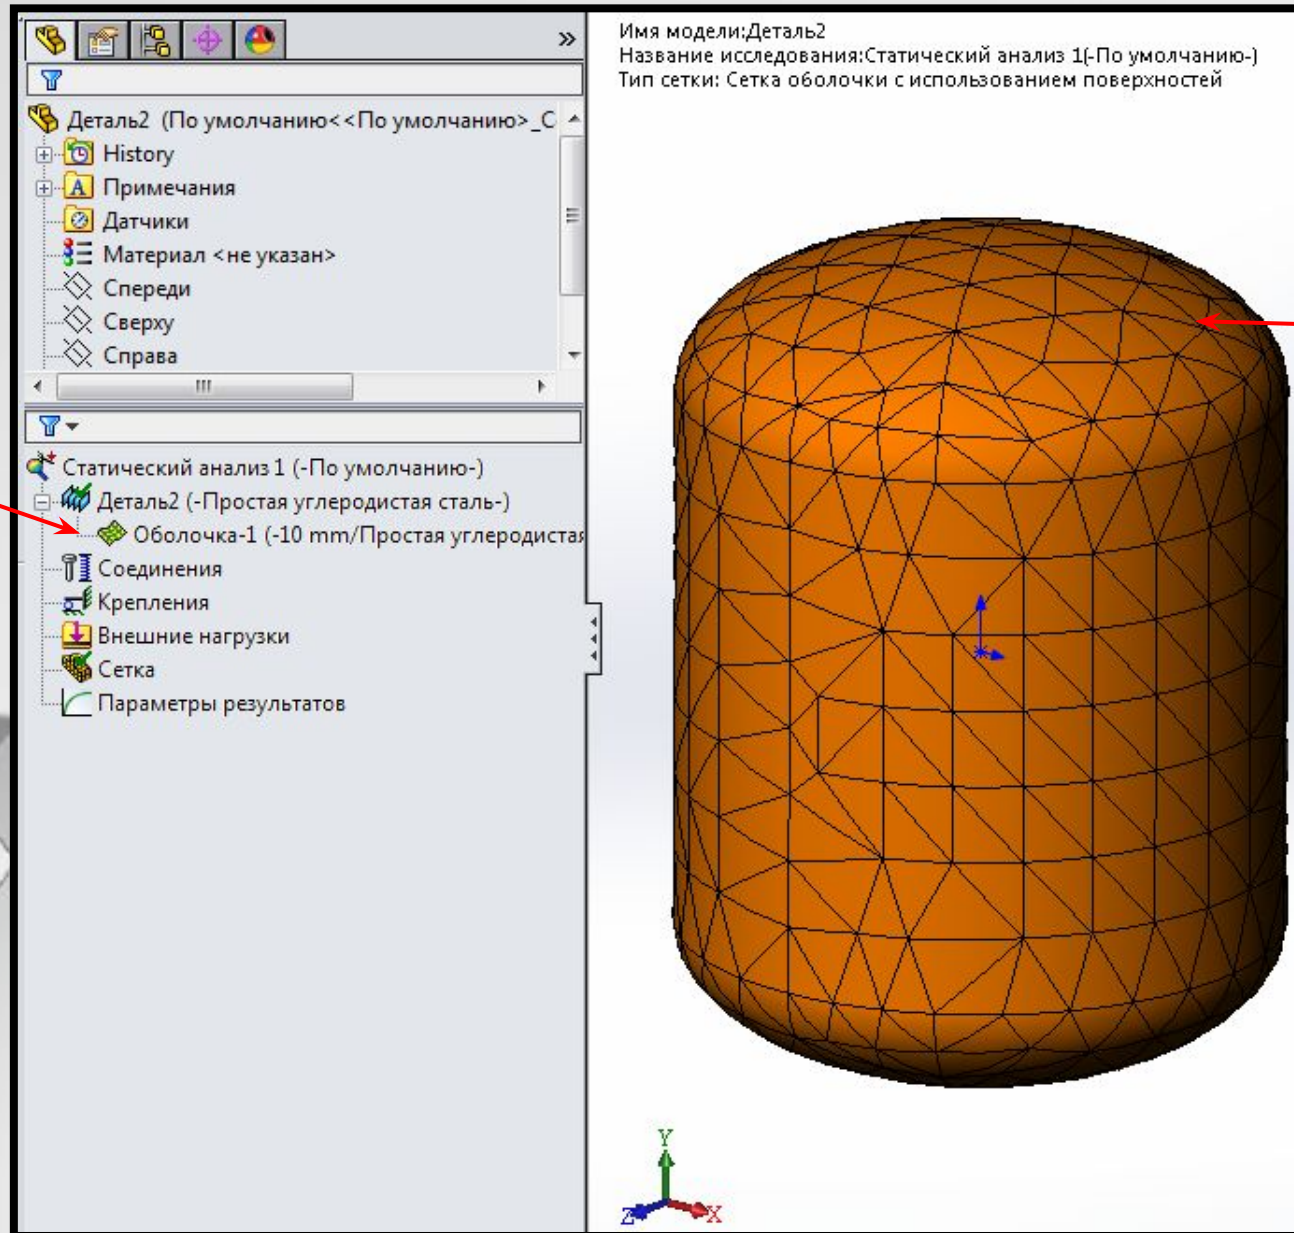 Имя модели:Деталь2
Название исследования:Статический анализ 1(-По умолчанию-)
Тип сетки: Сетка оболочки с использованием поверхностей
Деталь2 (По умолчанию<<По умолчанию>_С
History
Примечания
Датчики
Материал <не указан>
Спереди
Сверху
Справа
Статический анализ 1 (-По умолчанию-)
Деталь2 (-Простая углеродистая сталь-)
Оболочка-1 (-10 mm/Простая углеродистая
Соединения
Крепления
Внешние нагрузки
Сетка
Параметры результатов
Y
Z
X